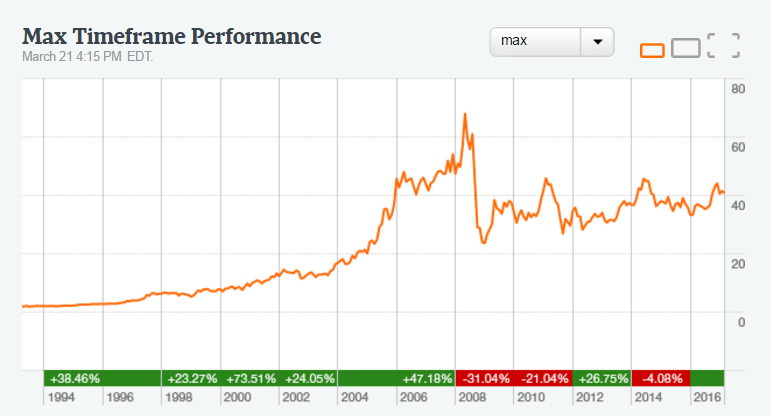 Max Timeframe Performance
March 21 4:15 PM EDT.
max
80
60
40
20
0
+38.46% +23.27% +73.51% +24.05% +47.18% -31.04% -21.04% +26.75% -4.08%
1994 1996 1998 2000 2002 2004 2006 2008 2010 2012 2014 2016